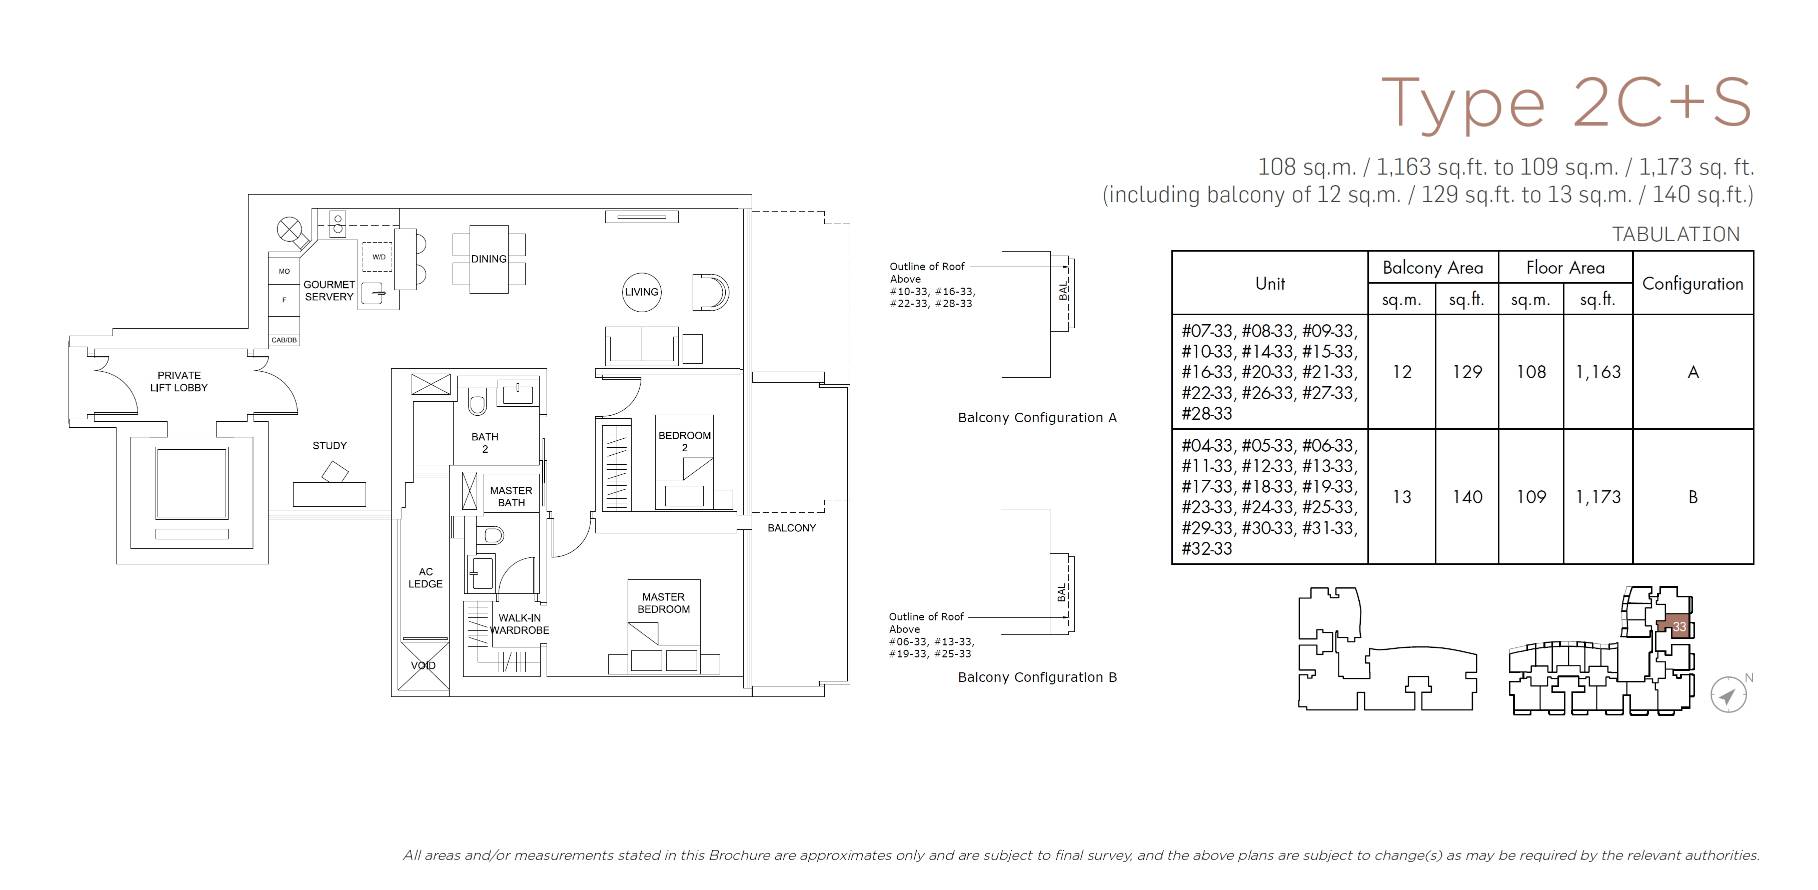 Type 2C+S
108 sq.m. / 1,163 sq.ft. to 109 sq.m. / 1,173 sq. ft.
(including balcony of 12 sq.m. / 129 sq.ft. to 13 sq.m. / 140 sq.ft.)
TABULATION
Unit
Balcony Area
Floor Area
Configuration
sq.m.
sq.ft.
sq.m.
sq.ft.
#07-33, #08-33, #09-33,
#10-33, #14-33, #15-33,
#16-33, #20-33, #21-33,
#22-33, #26-33, #27-33,
#28-33
12
129
108
1,163
A
#04-33, #05-33, #06-33,
#11-33, #12-33, #13-33,
#17-33, #18-33, #19-33,
#23-33, #24-33, #25-33,
#29-33, #30-33, #31-33,
#32-33
13
140
109
1,173
B
MO
F
CAB/DB
GOURMET
SERVERY
W/D
DINING
LIVING
PRIVATE
LIFT LOBBY
STUDY
BATH
2
BEDROOM
2
MASTER
BATH
BALCONY
AC
LEDGE
MASTER
BEDROOM
WALK-IN
WARDROBE
VOID
Outline of Roof
Above
#10-33, #16-33,
#22-33, #28-33
BAL
Balcony Configuration A
BAL
Outline of Roof
Above
#06-33, #13-33,
#19-33, #25-33
Balcony Configuration B
33
N
All areas and/or measurements stated in this Brochure are approximates only and are subject to final survey, and the above plans are subject to change(s) as may be required by the relevant authorities.